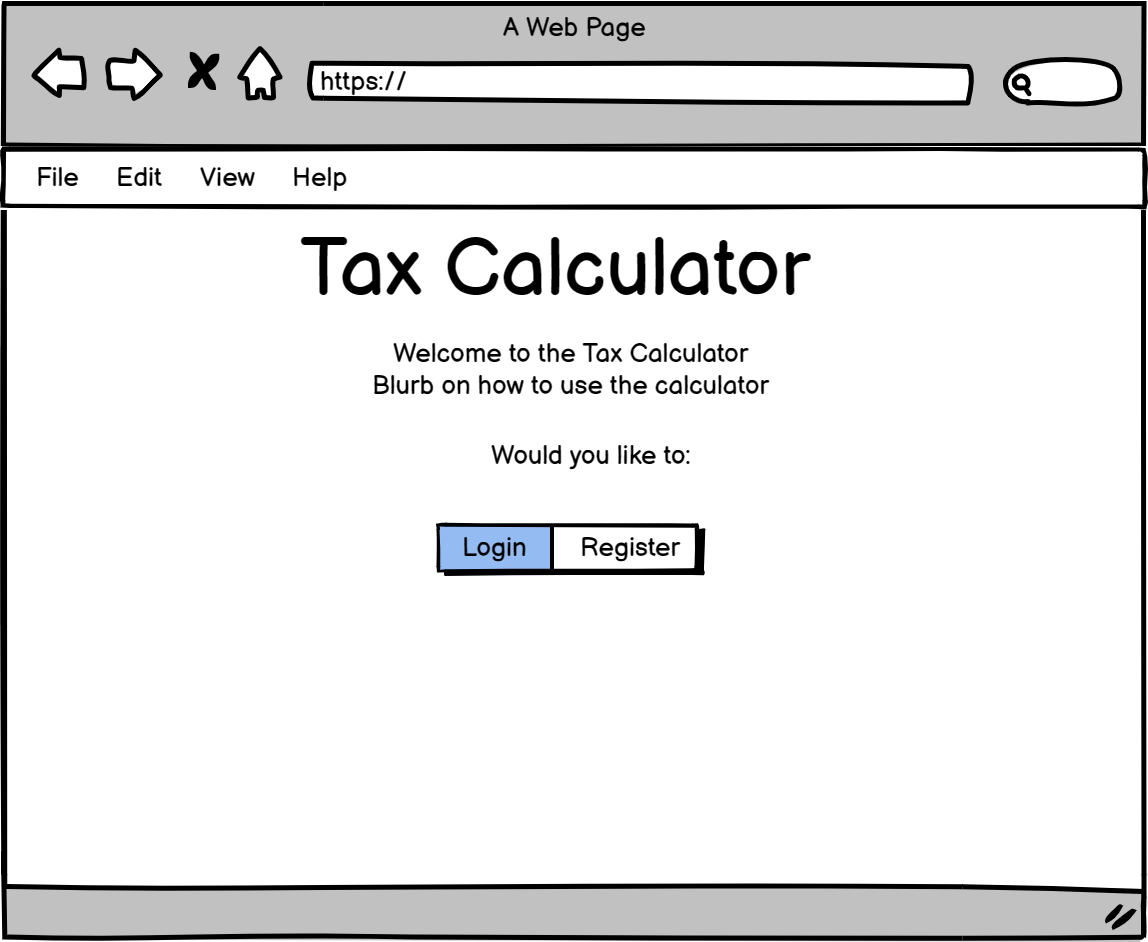 A Web Page
https://
File Edit View Help
Tax Calculator
Welcome to the Tax Calculator
Blurb on how to use the calculator
Would you like to:
Login Register